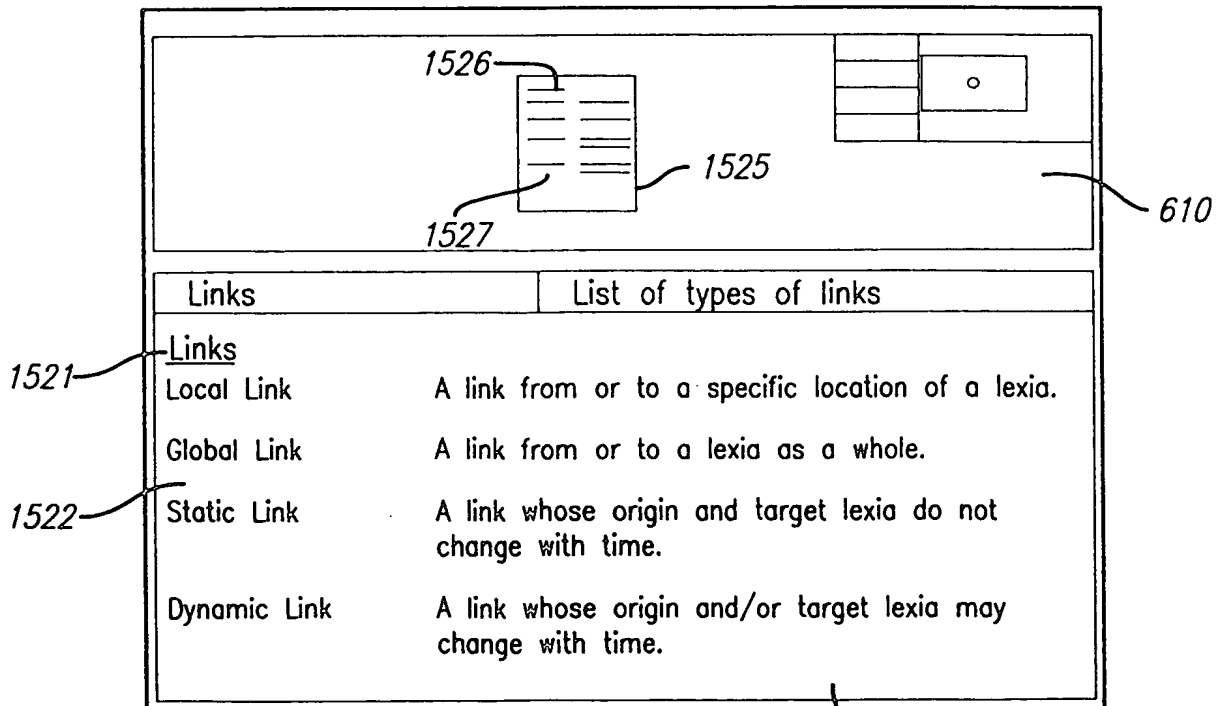 1526
1525
610
1527
Links List of types of links
1521
Links
Local Link A link from or to a specific location of a lexia.
Global Link A link from or to a lexia as a whole.
1522
Static Link A link whose origin and target lexia do not
change with time.
Dynamic Link A link whose origin and/or target lexia may
change with time.